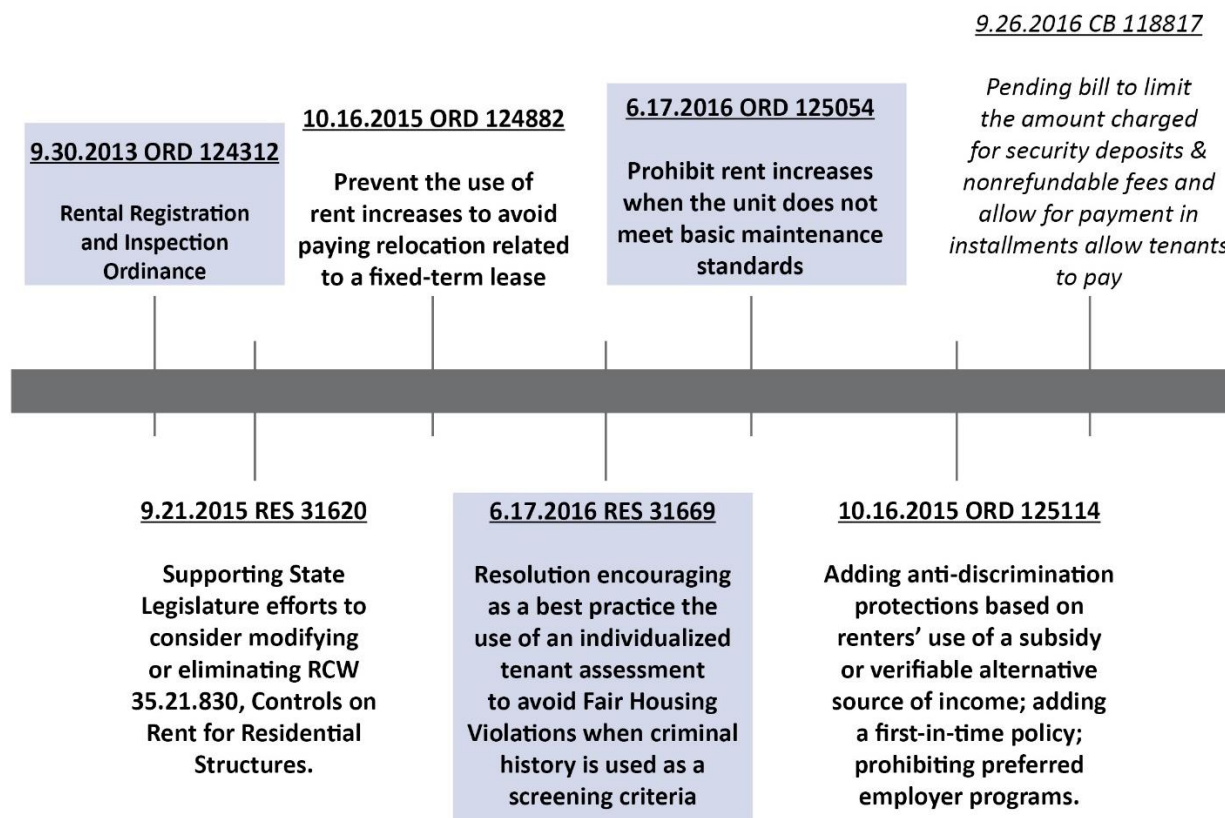 9.30.2013 ORD 124312
Rental Registration
and Inspection
Ordinance
10.16.2015 ORD 124882
Prevent the use of
rent increases to avoid
paying relocation related
to a fixed-term lease
6.17.2016 ORD 125054
Prohibit rent increases
when the unit does not
meet basic maintenance
standards
9.26.2016 CB 118817
Pending bill to limit
the amount charged
for security deposits &
nonrefundable fees and
allow for payment in
installments allow tenants
to pay
9.21.2015 RES 31620
Supporting State
Legislature efforts to
consider modifying
or eliminating RCW
35.21.830, Controls on
Rent for Residential
Structures.
6.17.2016 RES 31669
Resolution encouraging
as a best practice the
use of an individualized
tenant assessment
to avoid Fair Housing
Violations when criminal
history is used as a
screening criteria
10.16.2015 ORD 125114
Adding anti-discrimination
protections based on
renters’ use of a subsidy
or verifiable alternative
source of income; adding
a first-in-time policy;
prohibiting preferred
employer programs.